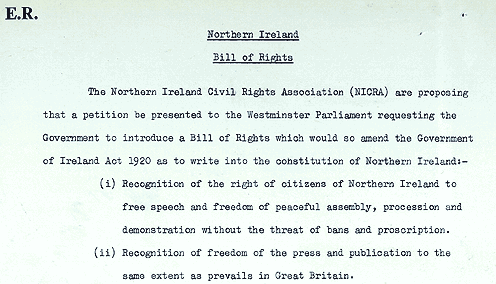 E.R.
Northern Ireland
Bill of Rights
The Northern Ireland Civil Rights Association (NICRA) are proposing
that a petition be presented to the Westminster Parliament requesting the
Government to introduce a Bill of Rights which would so amend the Government
of Ireland Act 1920 as to write into the constitution of Northern Ireland:-
(i) Recognition of the right of citizens of Northern Ireland to
free speech and freedom of peaceful assembly, procession and
demonstration without the threat of bans and proscription.
(ii) Recognition of freedom of the press and publication to the
same extent as prevails in Great Britain.